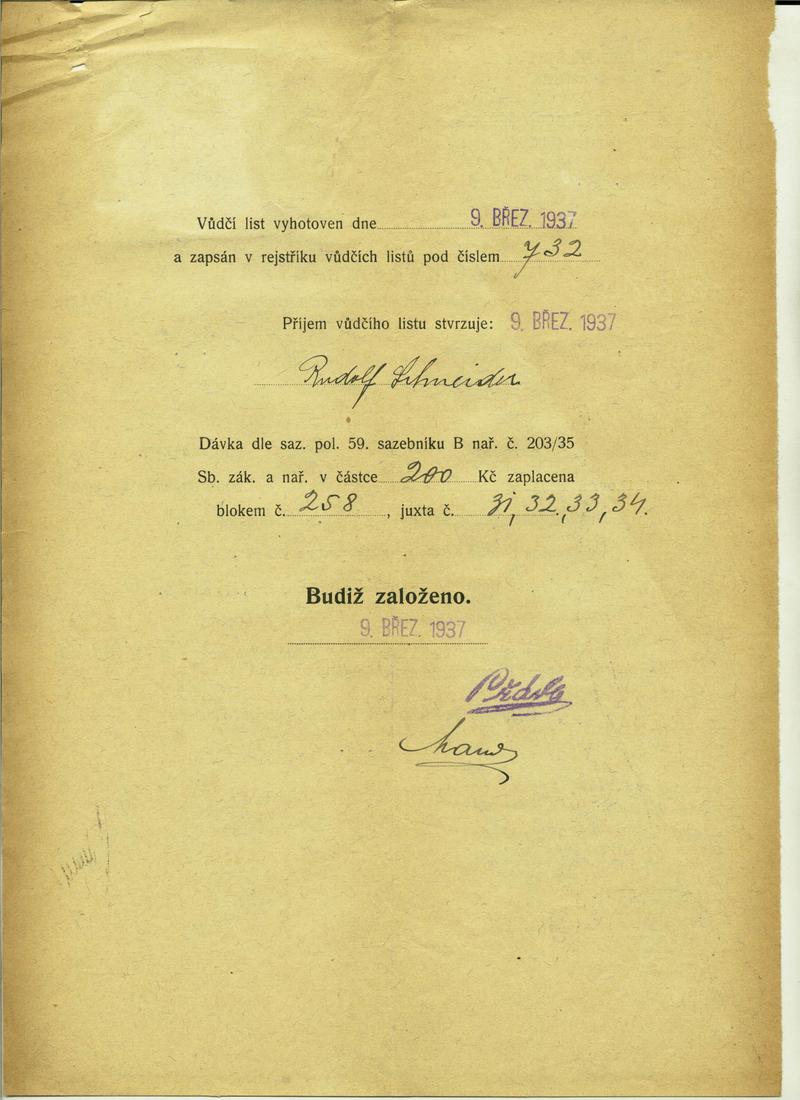 Vůdčí list vyhotoven dne 9. BŘEZ. 1937
a zapsán v rejstříku vůdčích listů pod číslem 732
Příjem vůdčího listu stvrzuje: 9. BŘEZ. 1937
Rudolf Schneider
Dávka dle saz. pol. 59. sazebníku B nař. č. 203/35
Sb. zák. a nař. v částce 200 Kč zaplacena
blokem č. 258, juxta č. 31, 32, 33, 34.
Budiž založeno.
9. BŘEZ. 1937